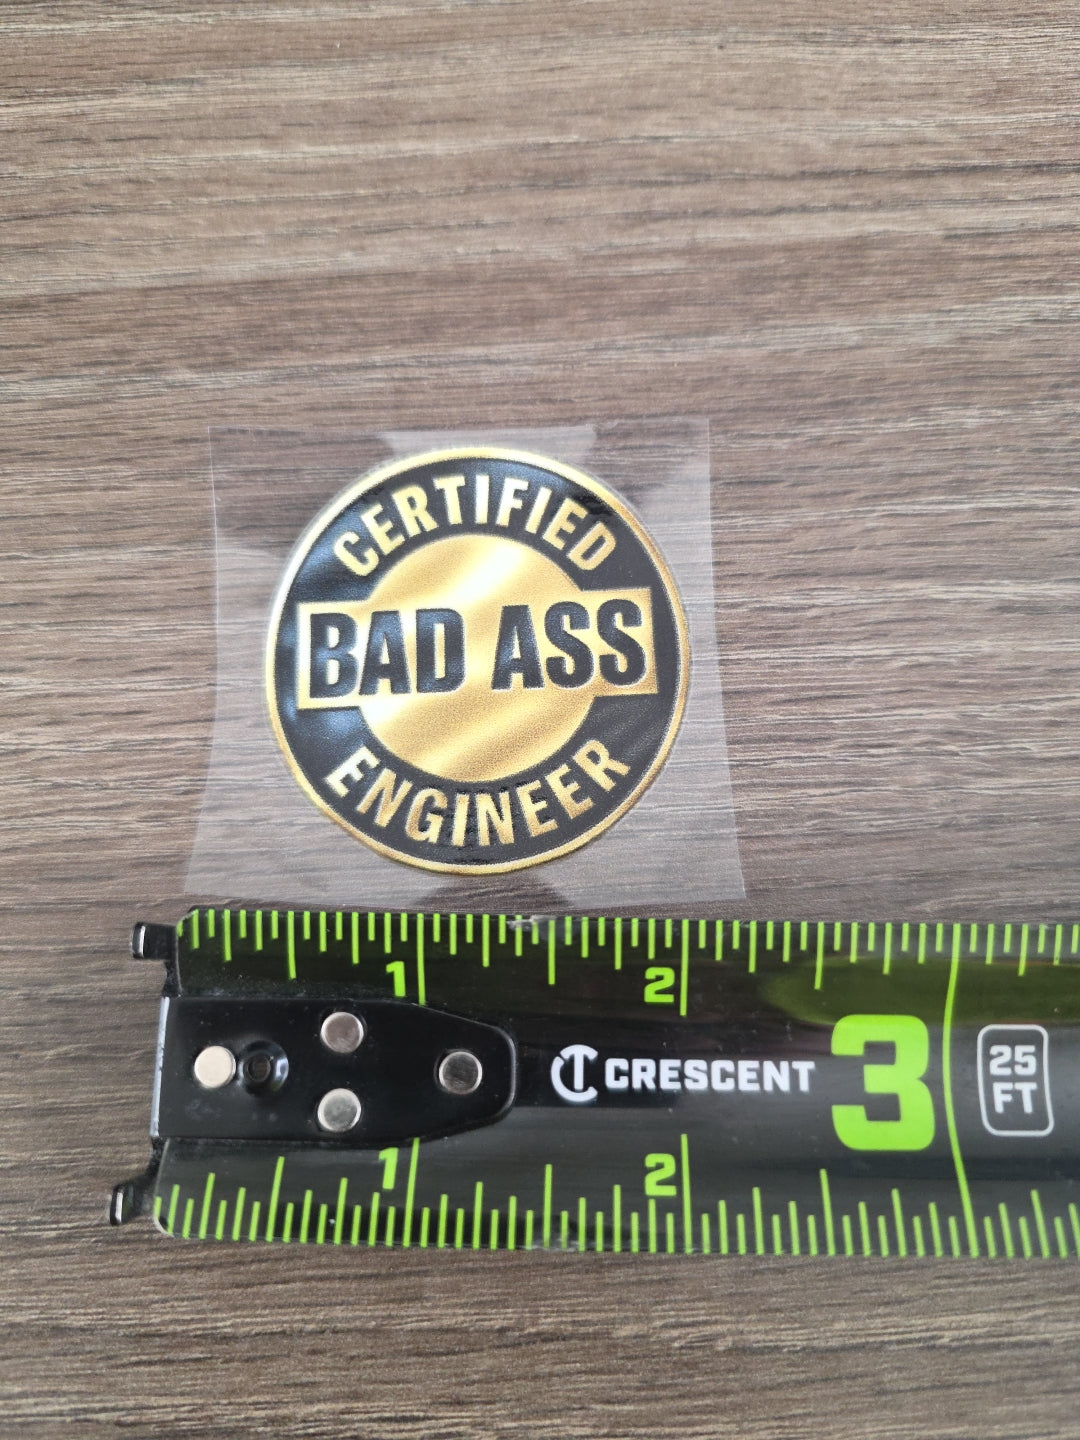 CERTIFIED
BAD ASS
ENGINEER
1 2
CRESCENT
3
25
FT
1 2